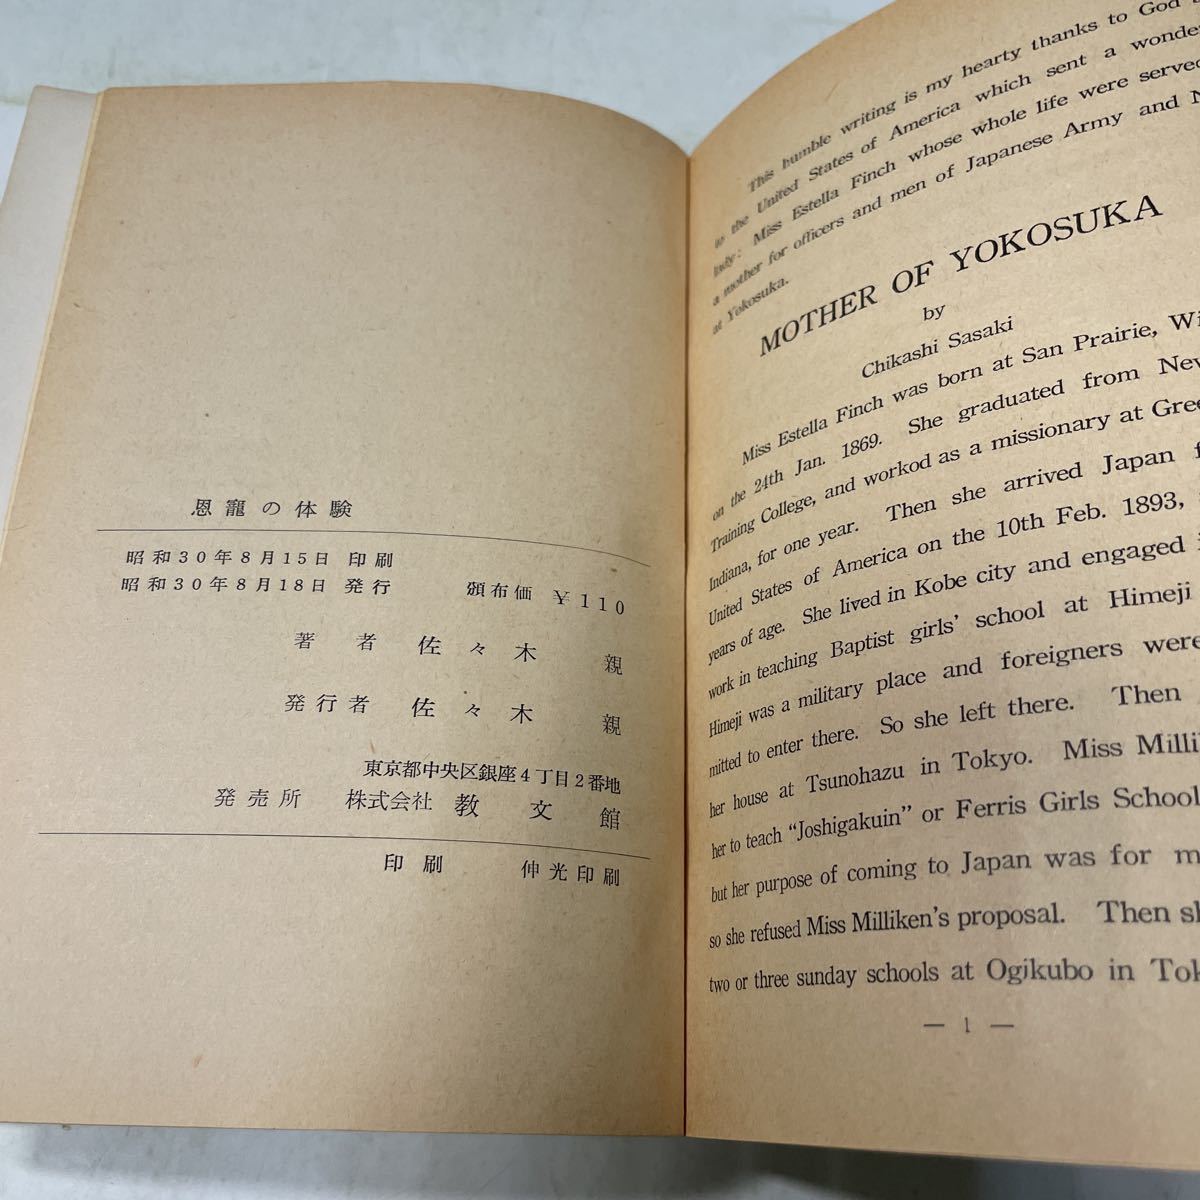 恩寵の体験
昭和30年8月15日 印刷
昭和30年8月18日 発行 頒布価 ¥110
著者 佐々木 親
発行者 佐々木 親
東京都中央区銀座4丁目2番地
発売所 株式会社 教文館
印刷 伸光印刷
This humble writing is my hearty thanks to God
to the United States of America which sent a
lady: Miss Estella Finch whose whole life were served
a mother for officers and men of Japanese Army and
at Yokosuka.
MOTHER OF YOKOSUKA
by
Chikashi Sasaki
Miss Estella Finch was born at San Prairie,
on the 24th Jan. 1869. She graduated from
Training College, and workod as a missionary at
Indiana, for one year. Then she arrived Japan
United States of America on the 10th Feb. 1893,
years of age. She lived in Kobe city and engaged
work in teaching Baptist girls' school at Himeji
Himeji was a military place and foreigners were
mitted to enter there. So she left there. Then
her house at Tsunohazu in Tokyo. Miss
her to teach "Joshigakuin" or Ferris Girls School
but her purpose of coming to Japan was for
so she refused Miss Milliken's proposal. Then
two or three sunday schools at Ogikubo in
— 1 —